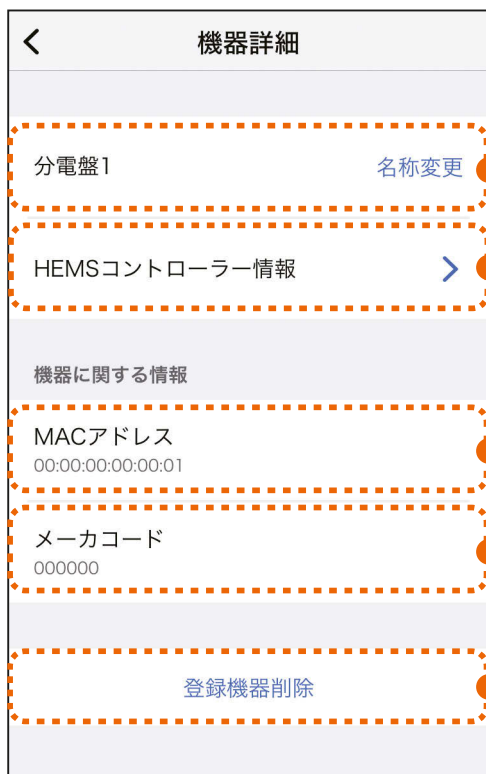 機器詳細
分電盤1 名称変更
HEMSコントローラー情報
機器に関する情報
MACアドレス
00:00:00:00:00:01
メーカコード
000000
登録機器削除